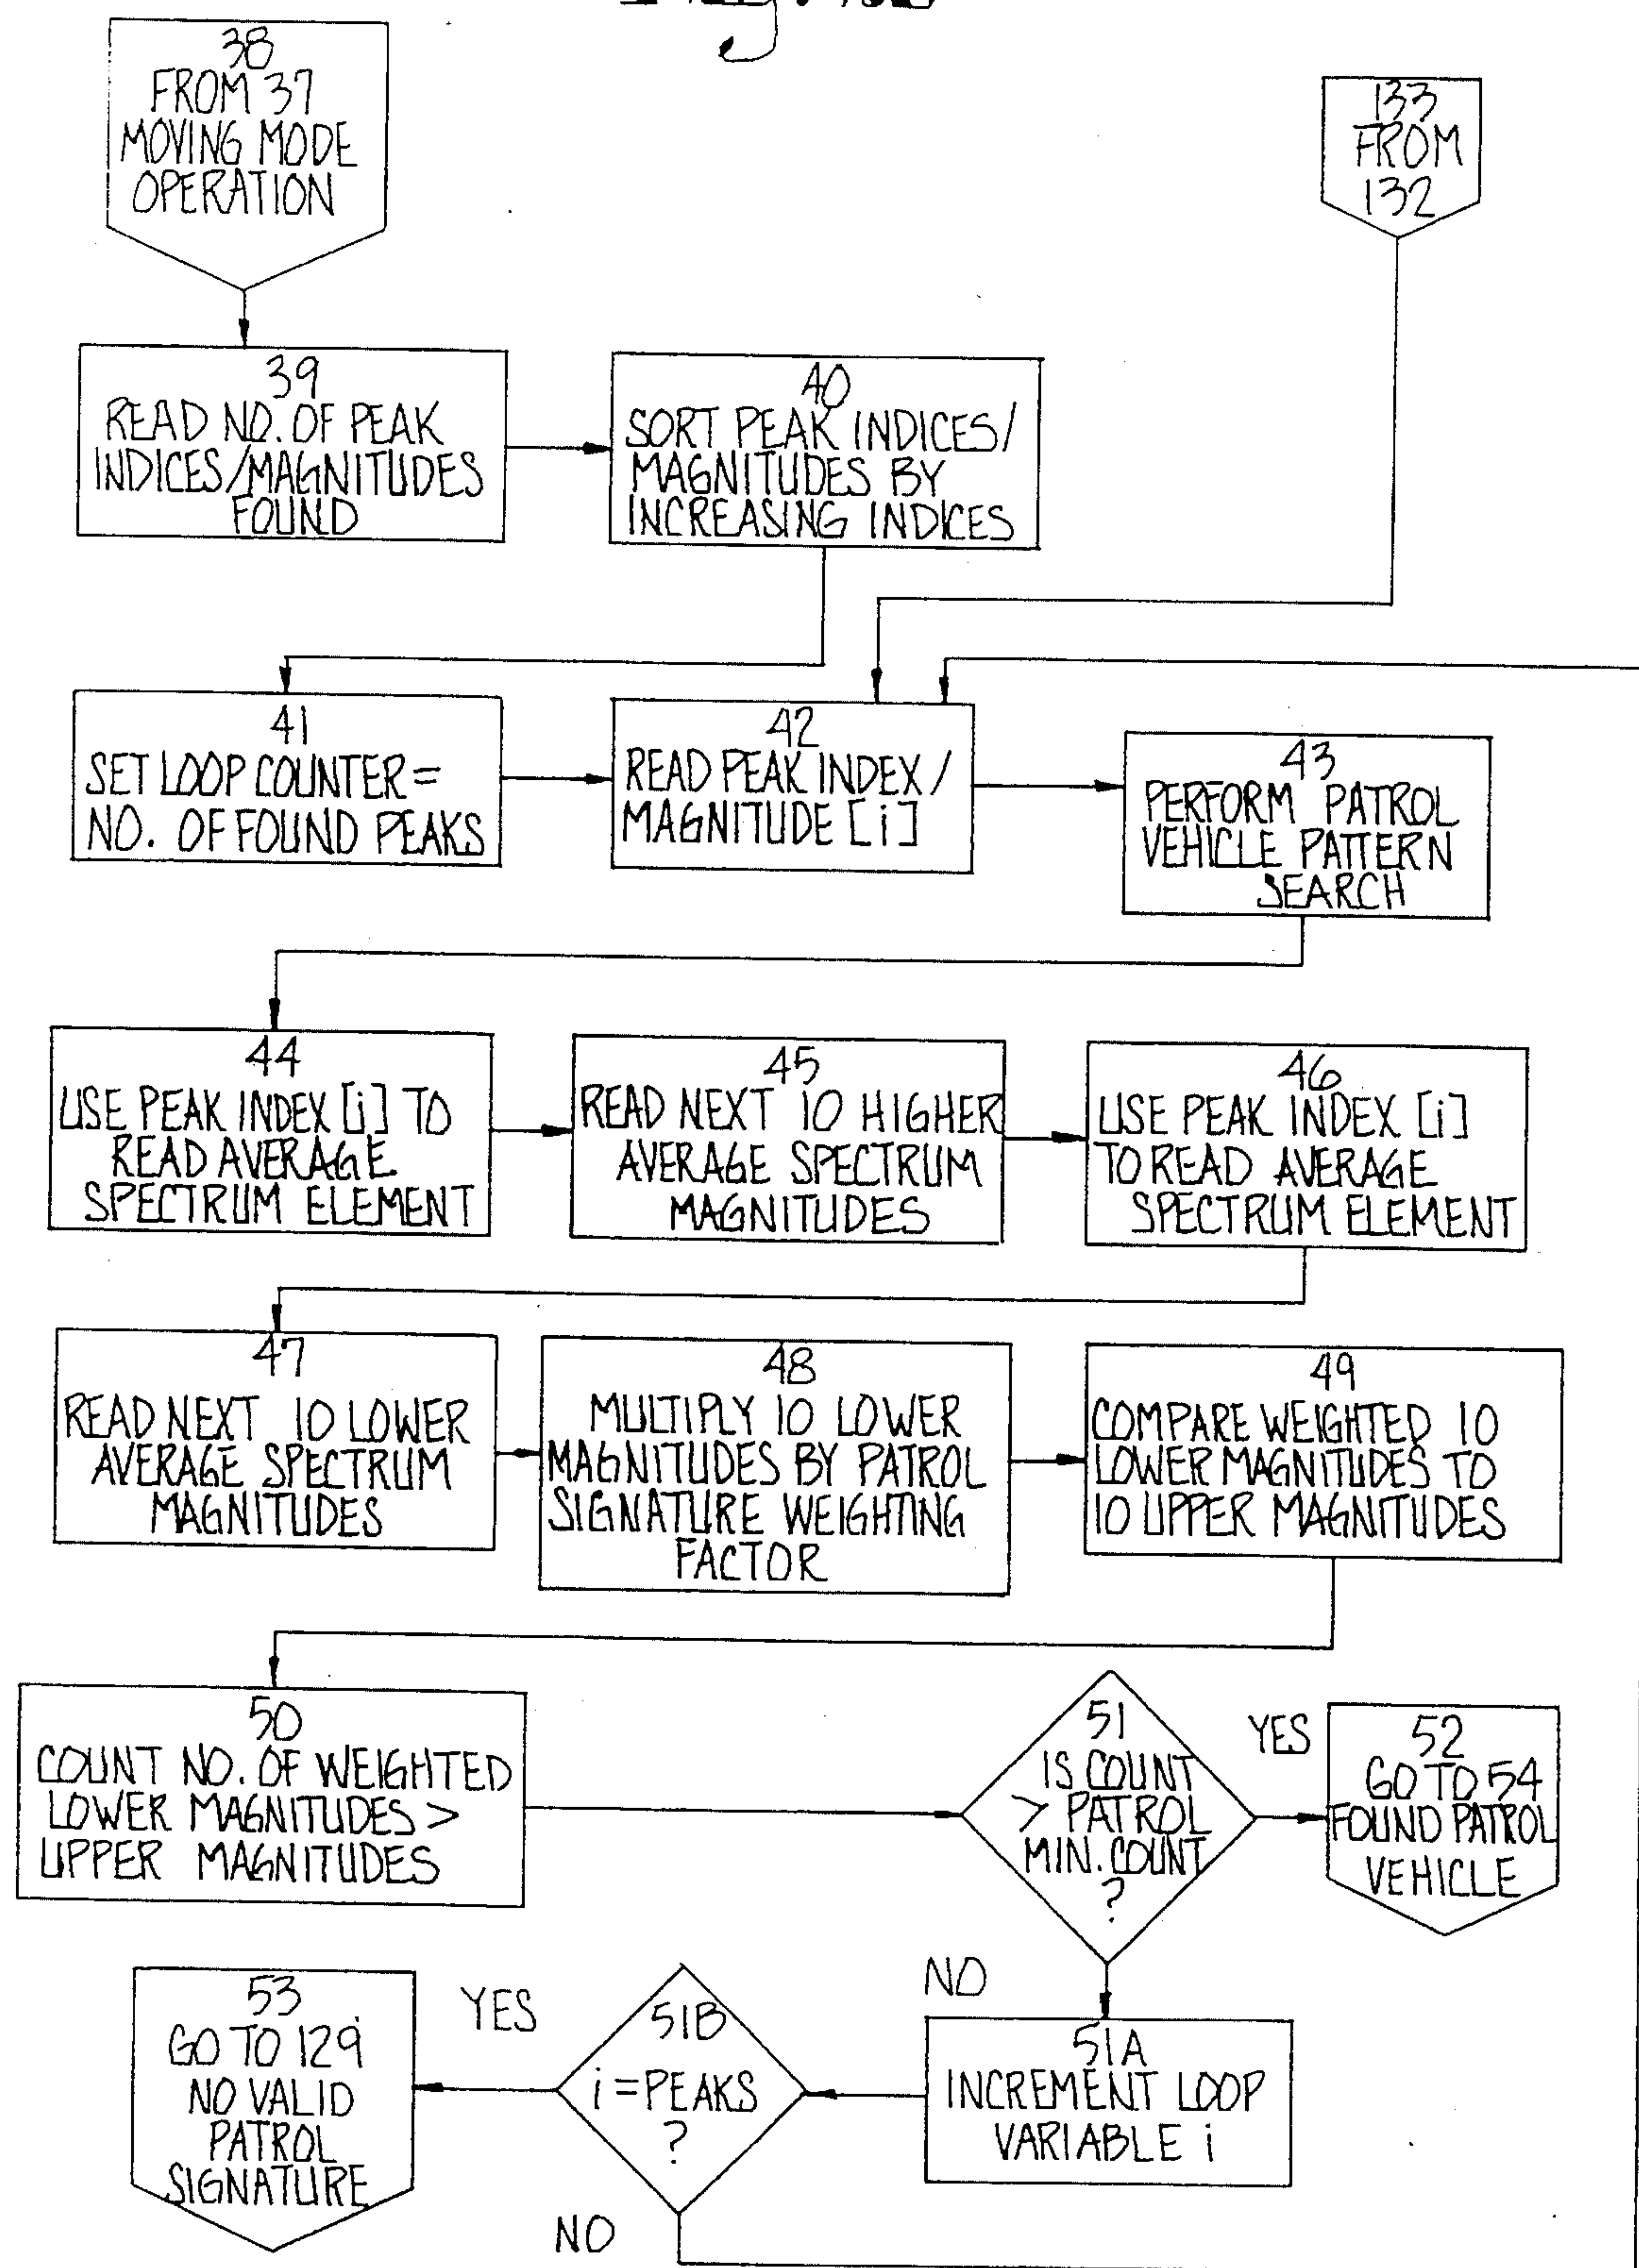 38
FROM 37
MOVING MODE
OPERATION
133
FROM
132
39
READ NO. OF PEAK
INDICES/MAGNITUDES
FOUND
40
SORT PEAK INDICES/
MAGNITUDES BY
INCREASING INDICES
41
SET LOOP COUNTER =
NO. OF FOUND PEAKS
42
READ PEAK INDEX /
MAGNITUDE [i]
43
PERFORM PATROL
VEHICLE PATTERN
SEARCH
44
USE PEAK INDEX [i] TO
READ AVERAGE
SPECTRUM ELEMENT
45
READ NEXT 10 HIGHER
AVERAGE SPECTRUM
MAGNITUDES
46
USE PEAK INDEX [i]
TO READ AVERAGE
SPECTRUM ELEMENT
47
READ NEXT 10 LOWER
AVERAGE SPECTRUM
MAGNITUDES
48
MULTIPLY 10 LOWER
MAGNITUDES BY PATROL
SIGNATURE WEIGHTING
FACTOR
49
COMPARE WEIGHTED 10
LOWER MAGNITUDES TO
10 UPPER MAGNITUDES
50
COUNT NO. OF WEIGHTED
LOWER MAGNITUDES >
UPPER MAGNITUDES
51
IS COUNT
> PATROL
MIN. COUNT
?
YES
52
GO TO 54
FOUND PATROL
VEHICLE
NO
51A
INCREMENT LOOP
VARIABLE i
51B
i = PEAKS
?
YES
53
GO TO 129
NO VALID
PATROL
SIGNATURE
NO